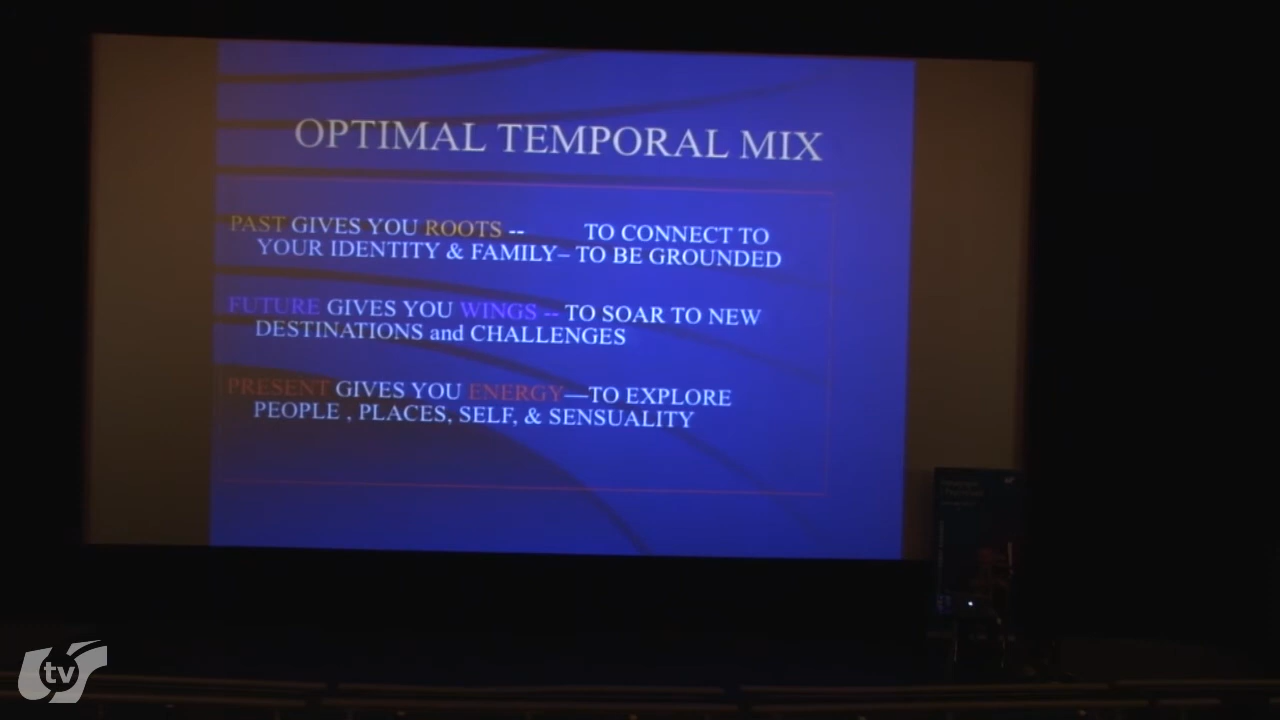 OPTIMAL TEMPORAL MIX
PAST GIVES YOU ROOTS -- TO CONNECT TO
YOUR IDENTITY & FAMILY– TO BE GROUNDED
FUTURE GIVES YOU WINGS -- TO SOAR TO NEW
DESTINATIONS and CHALLENGES
PRESENT GIVES YOU ENERGY—TO EXPLORE
PEOPLE , PLACES, SELF, & SENSUALITY
tv